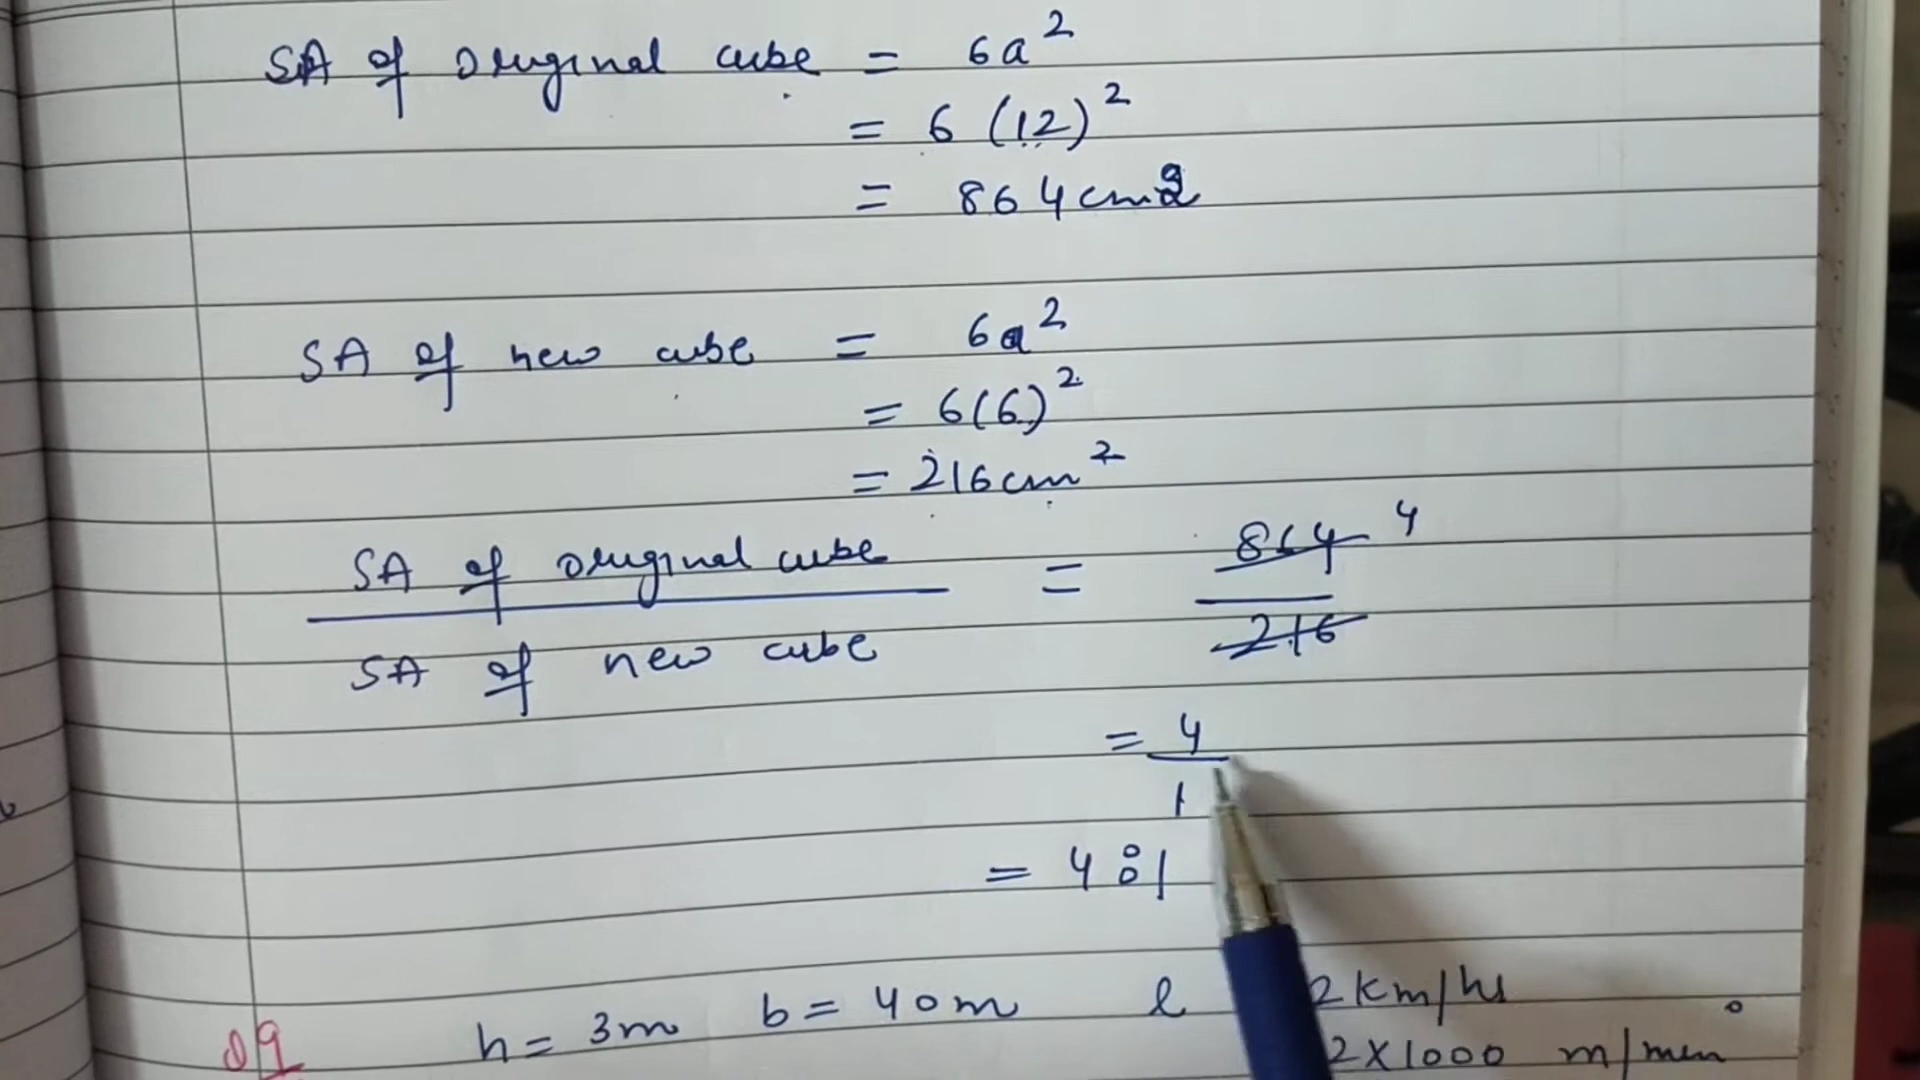 SA of original cube = 6a²
= 6 (12)²
= 864 cm2
SA of new cube = 6a²
= 6(6)²
= 216 cm²
SA of original cube = 864 4
SA of new cube 216
= 4
1
= 4:1
09 h = 3m b = 40m l 2km/hr
2X1000 m/min